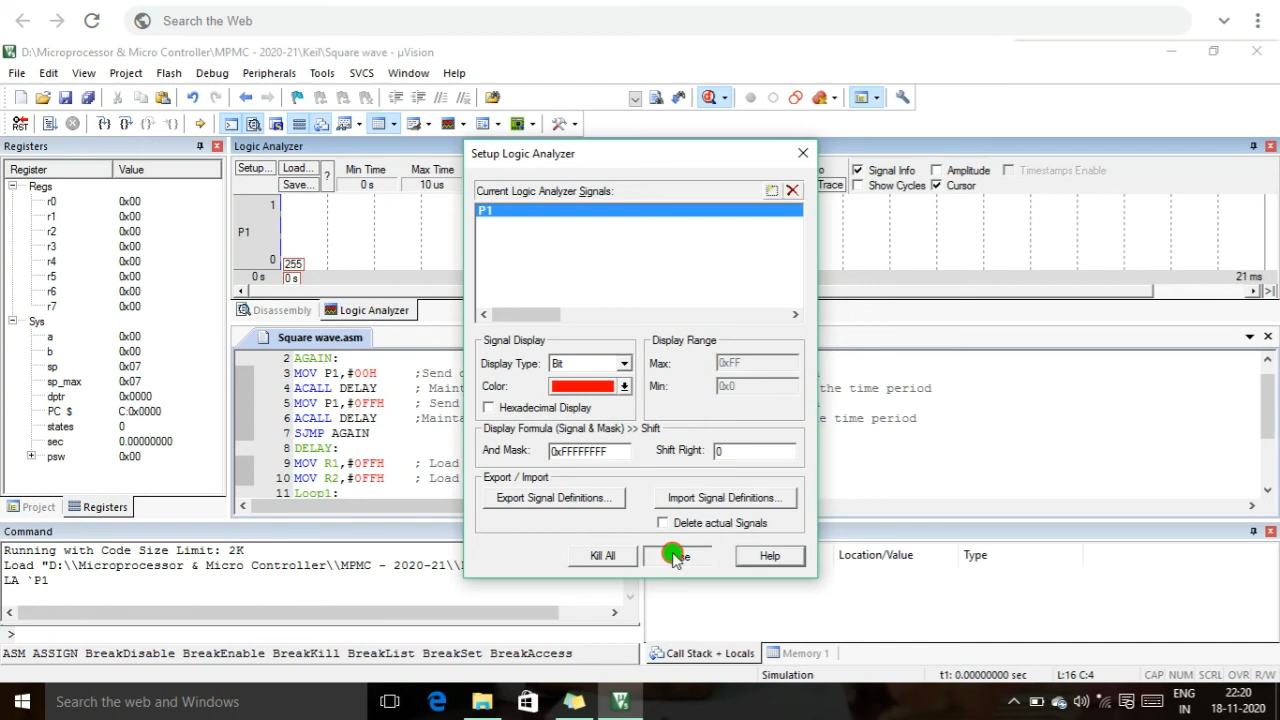 Search the Web
D:\Microprocessor & Micro Controller\MPMC - 2020-21\Keil\Square wave - µVision
File Edit View Project Flash Debug Peripherals Tools SVCS Window Help
Registers
Register Value
Regs
r0 0x00
r1 0x00
r2 0x00
r3 0x00
r4 0x00
r5 0x00
r6 0x00
r7 0x00
Sys
a 0x00
b 0x00
sp 0x07
sp_max 0x07
dptr 0x0000
PC $ C:0x0000
states 0
sec 0.00000000
psw 0x00
Project Registers
Logic Analyzer
Setup... Load... ? Min Time Max Time
Save... 0 s 10 us
Trace
Signal Info Amplitude Timestamps Enable
Show Cycles Cursor
1
P1
0 255
0 s 0 s 21 ms
Disassembly Logic Analyzer
Square wave.asm
2 AGAIN:
3 MOV P1,#00H ;Send
4 ACALL DELAY ; Mainta the time period
5 MOV P1,#0FFH ; Send
6 ACALL DELAY ;Mainta e time period
7 SJMP AGAIN
8 DELAY:
9 MOV R1,#0FFH ; Load
10 MOV R2,#0FFH ; Load
11 Loop1:
Setup Logic Analyzer
Current Logic Analyzer Signals:
P1
Signal Display
Display Type: Bit
Color:
Hexadecimal Display
Display Range
Max: 0xFF
Min: 0x0
Display Formula (Signal & Mask) >> Shift
And Mask: 0xFFFFFFFF Shift Right: 0
Export / Import
Export Signal Definitions... Import Signal Definitions...
Delete actual Signals
Kill All Help
Command
Running with Code Size Limit: 2K
Load "D:\\Microprocessor & Micro Controller\\MPMC - 2020-21\\
LA `P1
>
ASM ASSIGN BreakDisable BreakEnable BreakKill BreakList BreakSet BreakAccess
Location/Value Type
Call Stack + Locals Memory 1
Simulation t1: 0.00000000 sec L:16 C:4 CAP NUM SCRL OVR R/W
Search the web and Windows
ENG
IN
22:20
18-11-2020